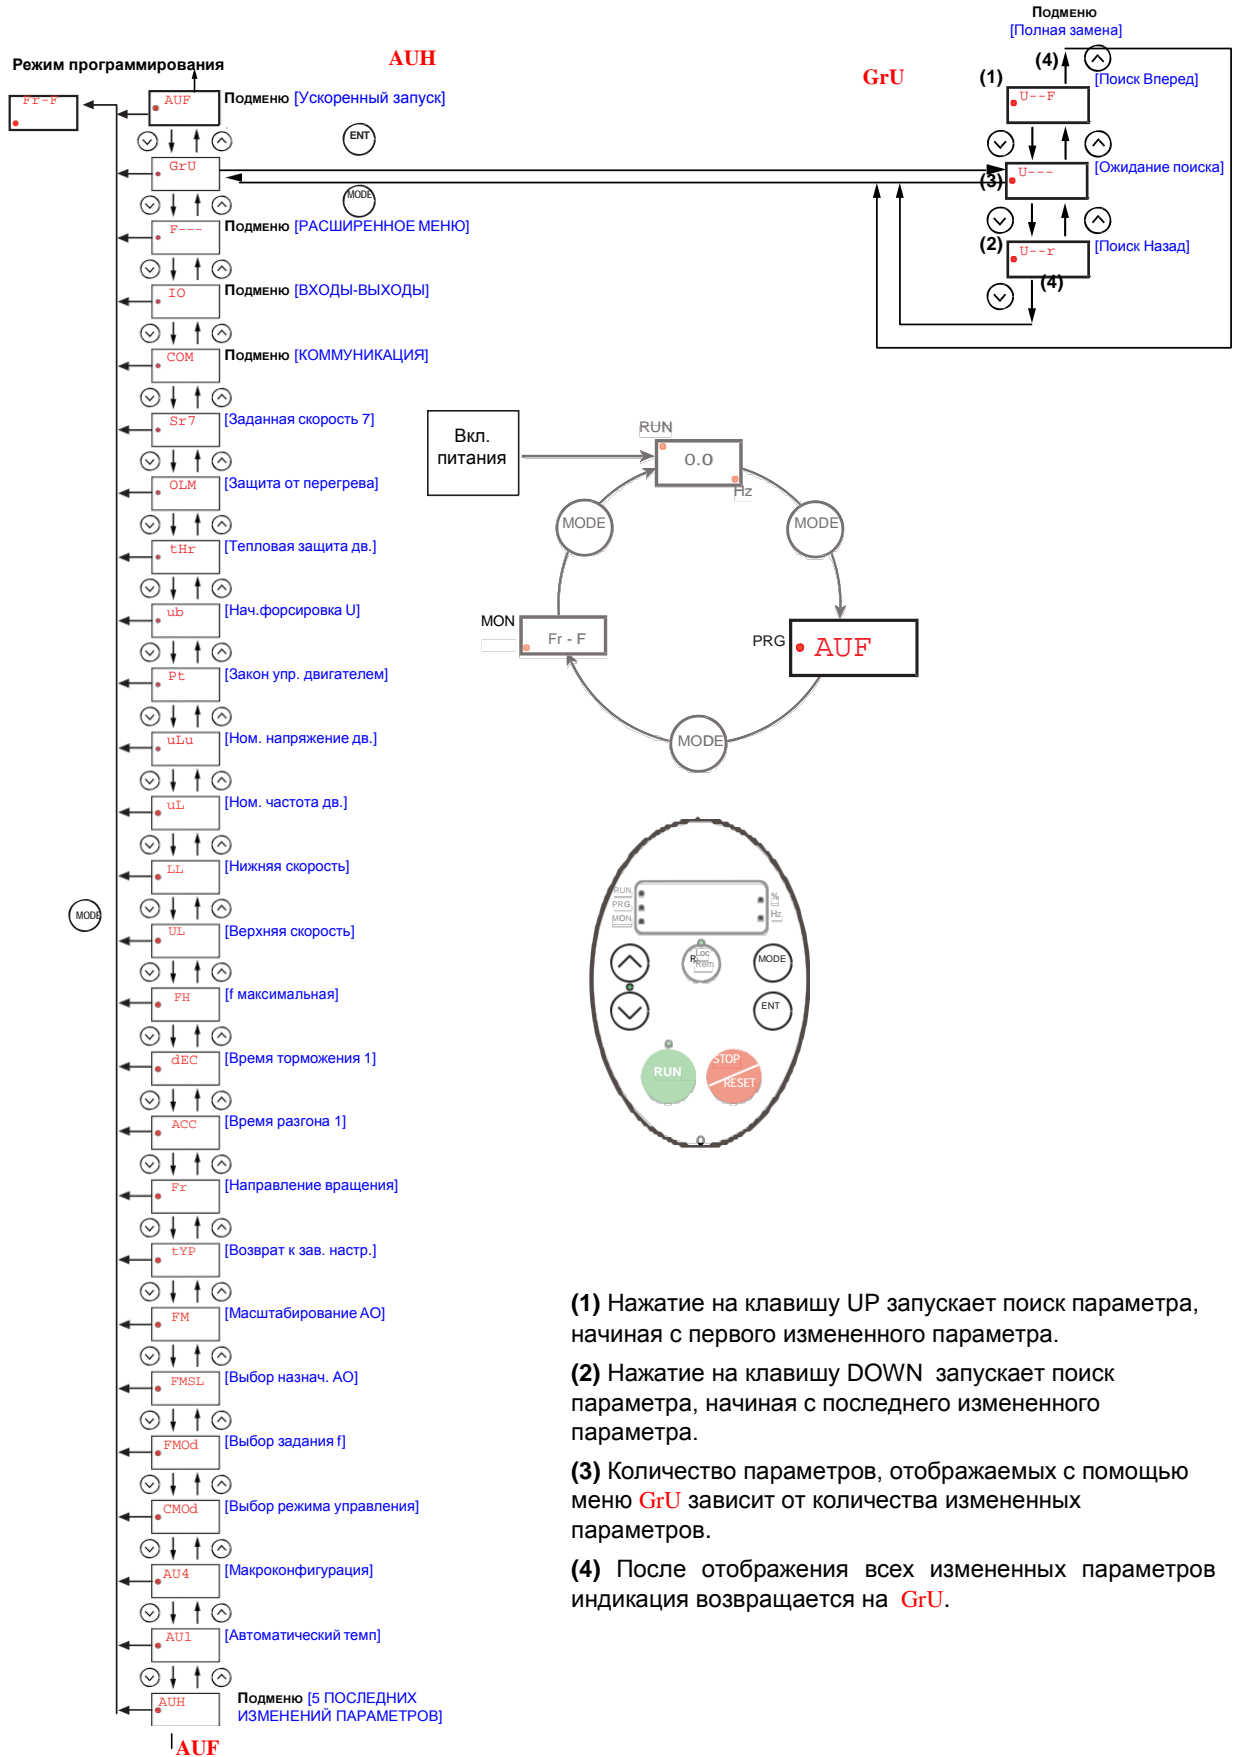 Подменю
[Полная замена]
Режим программирования
AUH
GrU
(4)
(1)
[Поиск Вперед]
U--F
Fr-F
AUF
Подменю [Ускоренный запуск]
ENT
GrU
MODE
[Ожидание поиска]
U---
(3)
F---
Подменю [РАСШИРЕННОЕ МЕНЮ]
(2)
U--r
[Поиск Назад]
(4)
IO
Подменю [ВХОДЫ-ВЫХОДЫ]
COM
Подменю [КОММУНИКАЦИЯ]
Sr7
[Заданная скорость 7]
OLM
[Защита от перегрева]
tHr
[Тепловая защита дв.]
ub
[Нач.форсировка U]
Pt
[Закон упр. двигателем]
uLu
[Ном. напряжение дв.]
uL
[Ном. частота дв.]
LL
[Нижняя скорость]
MODE
UL
[Верхняя скорость]
FH
[f максимальная]
dEC
[Время торможения 1]
ACC
[Время разгона 1]
Fr
[Направление вращения]
tYP
[Возврат к зав. настр.]
FM
[Масштабирование АО]
FMSL
[Выбор назнач. АО]
FMOd
[Выбор задания f]
CMOd
[Выбор режима управления]
AU4
[Макроконфигурация]
AU1
[Автоматический темп]
AUH
Подменю [5 ПОСЛЕДНИХ
ИЗМЕНЕНИЙ ПАРАМЕТРОВ]
AUF
Вкл.
питания
RUN
0.0
Hz
MODE
MODE
MON
Fr - F
PRG
AUF
MODE
RUN
PRG
MON
%
Hz
R
Loc
Rem
MODE
ENT
RUN
STOP
RESET
(1) Нажатие на клавишу UP запускает поиск параметра,
начиная с первого измененного параметра.
(2) Нажатие на клавишу DOWN запускает поиск
параметра, начиная с последнего измененного
параметра.
(3) Количество параметров, отображаемых с помощью
меню GrU зависит от количества измененных
параметров.
(4) После отображения всех измененных параметров
индикация возвращается на GrU.